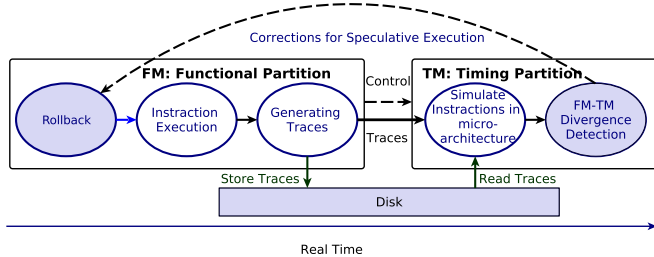 Corrections for Speculative Execution
FM: Functional Partition
TM: Timing Partition
Rollback
Instraction
Execution
Generating
Traces
Control
Traces
Simulate
Instractions in
micro-
architecture
FM-TM
Divergence
Detection
Store Traces
Read Traces
Disk
Real Time